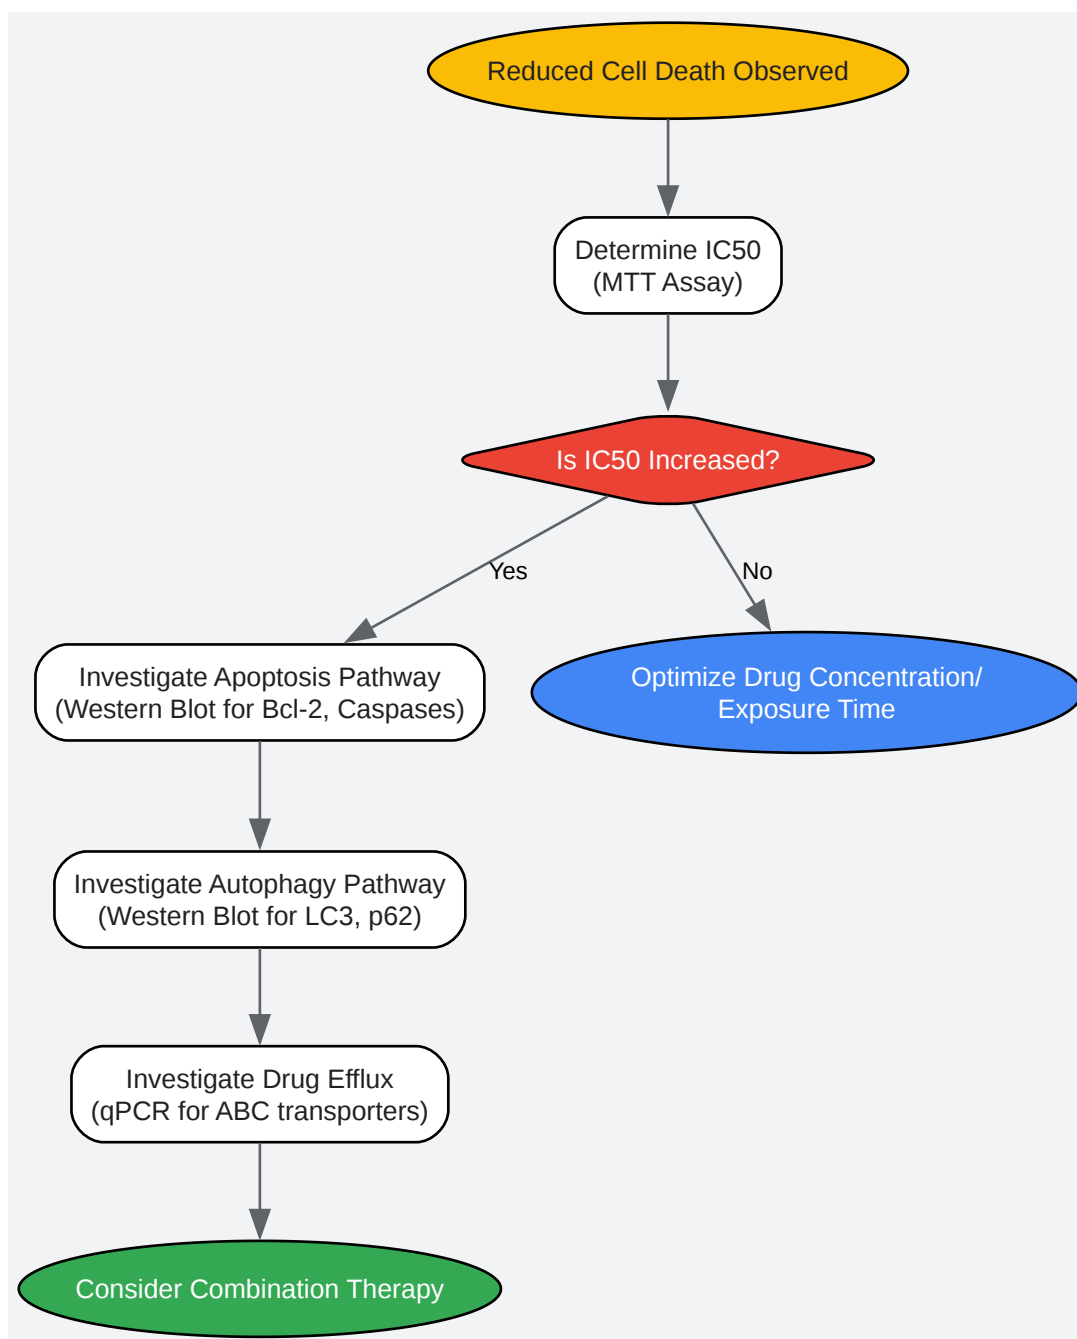 Reduced Cell Death Observed
Determine IC50
(MTT Assay)
Is IC50 Increased?
Yes
No
Investigate Apoptosis Pathway
(Western Blot for Bcl-2, Caspases)
Optimize Drug Concentration/
Exposure Time
Investigate Autophagy Pathway
(Western Blot for LC3, p62)
Investigate Drug Efflux
(qPCR for ABC transporters)
Consider Combination Therapy